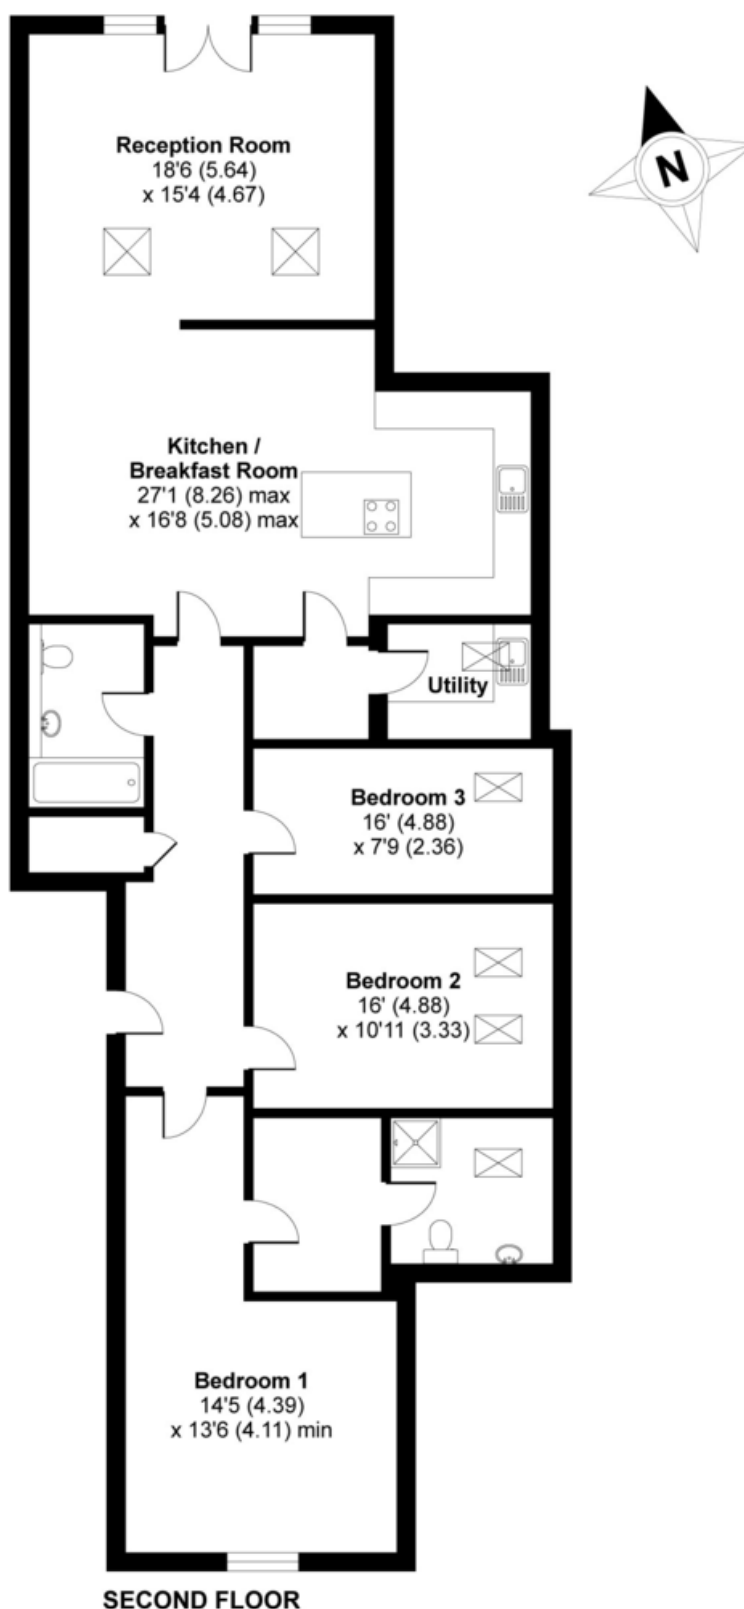 Reception Room
18'6 (5.64)
x 15'4 (4.67)
N
Kitchen /
Breakfast Room
27'1 (8.26) max
x 16'8 (5.08) max
Utility
Bedroom 3
16' (4.88)
x 7'9 (2.36)
Bedroom 2
16' (4.88)
x 10'11 (3.33)
Bedroom 1
14'5 (4.39)
x 13'6 (4.11) min
SECOND FLOOR